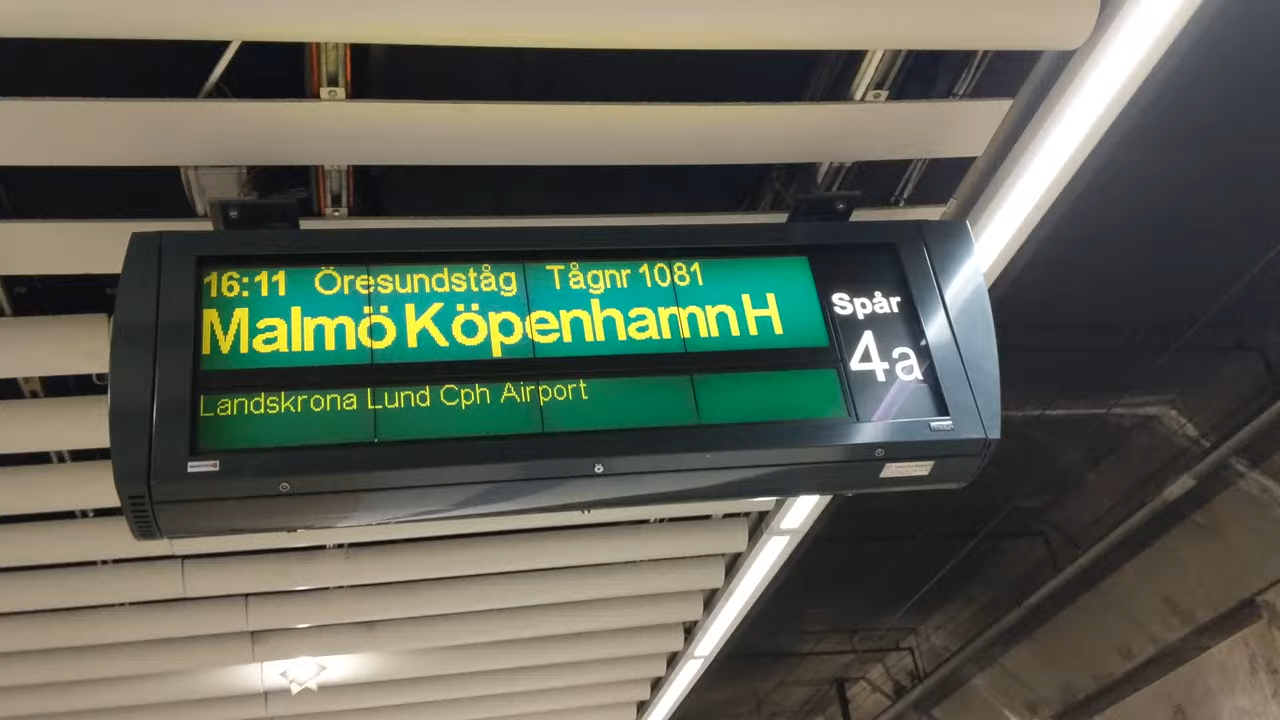 16:11 Öresundståg Tågnr 1081
Malmö Köpenhamn H
Landskrona Lund Cph Airport
Spår
4a